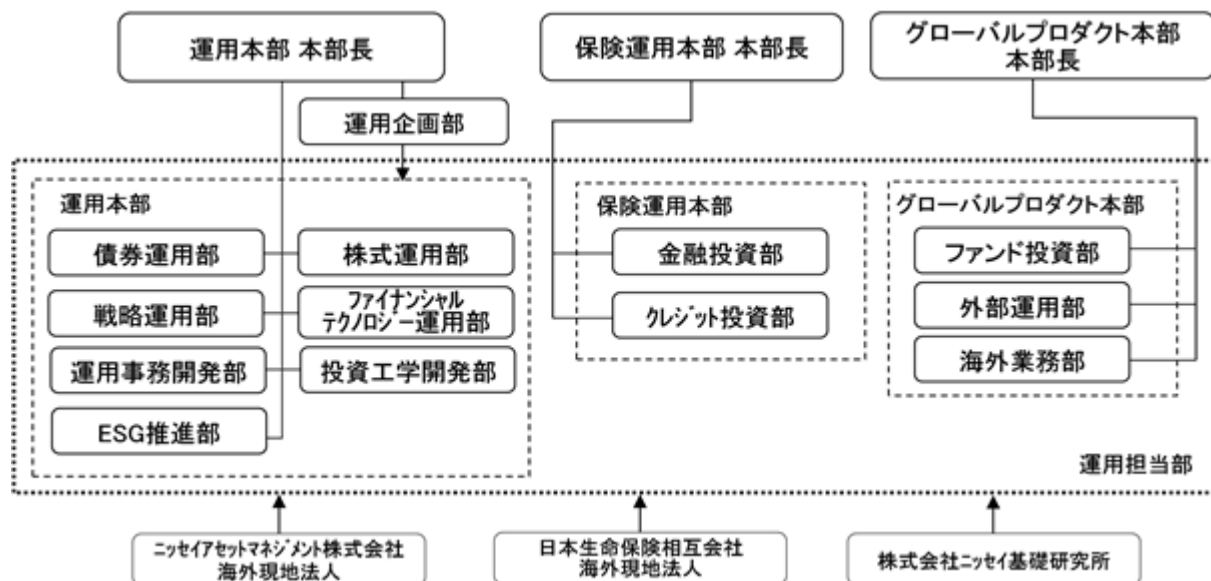 運用本部 本部長
保険運用本部 本部長
グローバルプロダクト本部
本部長
運用企画部
運用本部
債券運用部
株式運用部
戦略運用部
ファイナンシャル
テクノロジー運用部
運用事務開発部
投資工学開発部
ESG推進部
保険運用本部
金融投資部
クレジット投資部
グローバルプロダクト本部
ファンド投資部
外部運用部
海外業務部
運用担当部
ニッセイアセットマネジメント株式会社
海外現地法人
日本生命保険相互会社
海外現地法人
株式会社ニッセイ基礎研究所